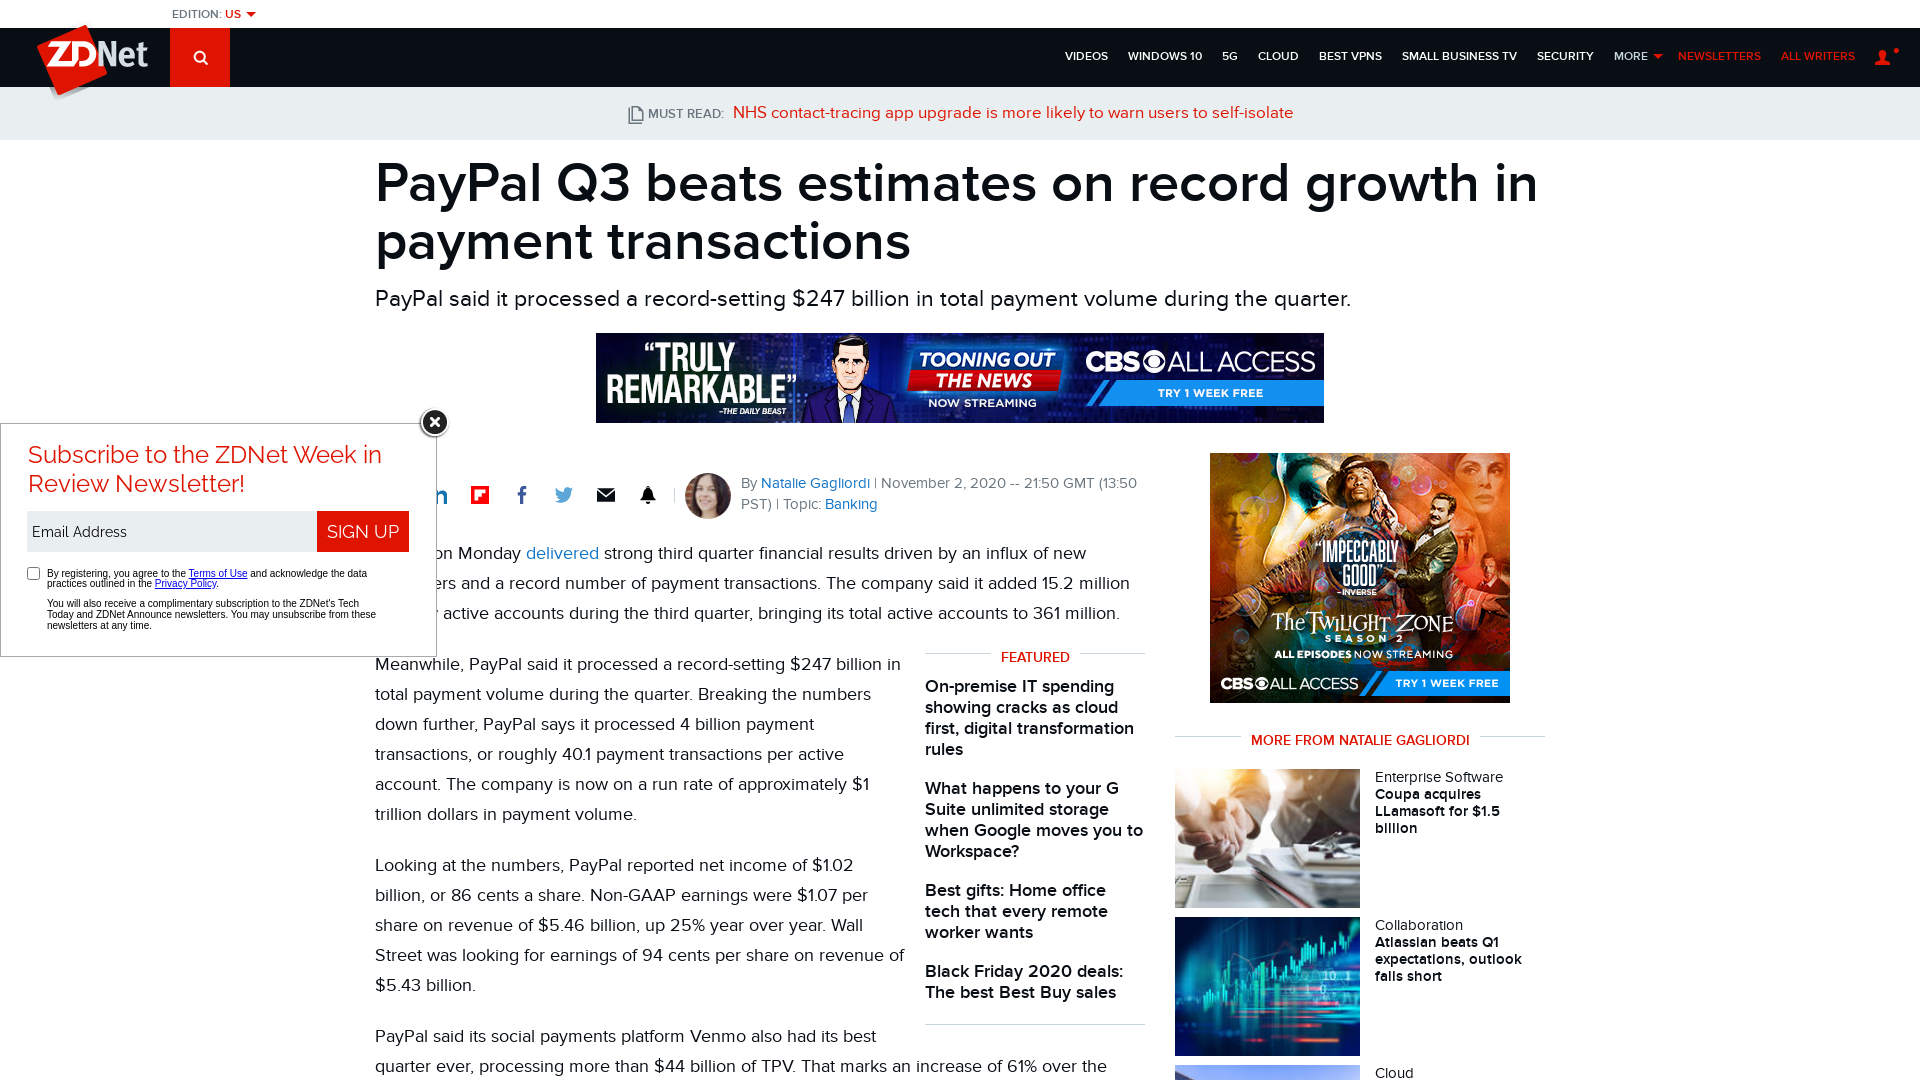 EDITION: US
ZDNet
VIDEOS WINDOWS 10 5G CLOUD BEST VPNS SMALL BUSINESS TV SECURITY MORE NEWSLETTERS ALL WRITERS
MUST READ: NHS contact-tracing app upgrade is more likely to warn users to self-isolate
PayPal Q3 beats estimates on record growth in
payment transactions
PayPal said it processed a record-setting $247 billion in total payment volume during the quarter.
"TRULY
REMARKABLE"
–THE DAILY BEAST
TOONING OUT
THE NEWS
NOW STREAMING
CBS ALL ACCESS
TRY 1 WEEK FREE
Subscribe to the ZDNet Week in
Review Newsletter!
Email Address
SIGN UP
By registering, you agree to the Terms of Use and acknowledge the data
practices outlined in the Privacy Policy.
You will also receive a complimentary subscription to the ZDNet's Tech
Today and ZDNet Announce newsletters. You may unsubscribe from these
newsletters at any time.
By Natalie Gagliordi | November 2, 2020 -- 21:50 GMT (13:50
PST) | Topic: Banking
on Monday delivered strong third quarter financial results driven by an influx of new
ers and a record number of payment transactions. The company said it added 15.2 million
active accounts during the third quarter, bringing its total active accounts to 361 million.
Meanwhile, PayPal said it processed a record-setting $247 billion in
total payment volume during the quarter. Breaking the numbers
down further, PayPal says it processed 4 billion payment
transactions, or roughly 40.1 payment transactions per active
account. The company is now on a run rate of approximately $1
trillion dollars in payment volume.
Looking at the numbers, PayPal reported net income of $1.02
billion, or 86 cents a share. Non-GAAP earnings were $1.07 per
share on revenue of $5.46 billion, up 25% year over year. Wall
Street was looking for earnings of 94 cents per share on revenue of
$5.43 billion.
PayPal said its social payments platform Venmo also had its best
quarter ever, processing more than $44 billion of TPV. That marks an increase of 61% over the
FEATURED
On-premise IT spending
showing cracks as cloud
first, digital transformation
rules
What happens to your G
Suite unlimited storage
when Google moves you to
Workspace?
Best gifts: Home office
tech that every remote
worker wants
Black Friday 2020 deals:
The best Best Buy sales
"IMPECCABLY
GOOD"
–INVERSE
THE TWILIGHT ZONE
SEASON 2
ALL EPISODES NOW STREAMING
CBS ALL ACCESS
TRY 1 WEEK FREE
MORE FROM NATALIE GAGLIORDI
Enterprise Software
Coupa acquires
LLamasoft for $1.5
billion
Collaboration
Atlassian beats Q1
expectations, outlook
falls short
Cloud